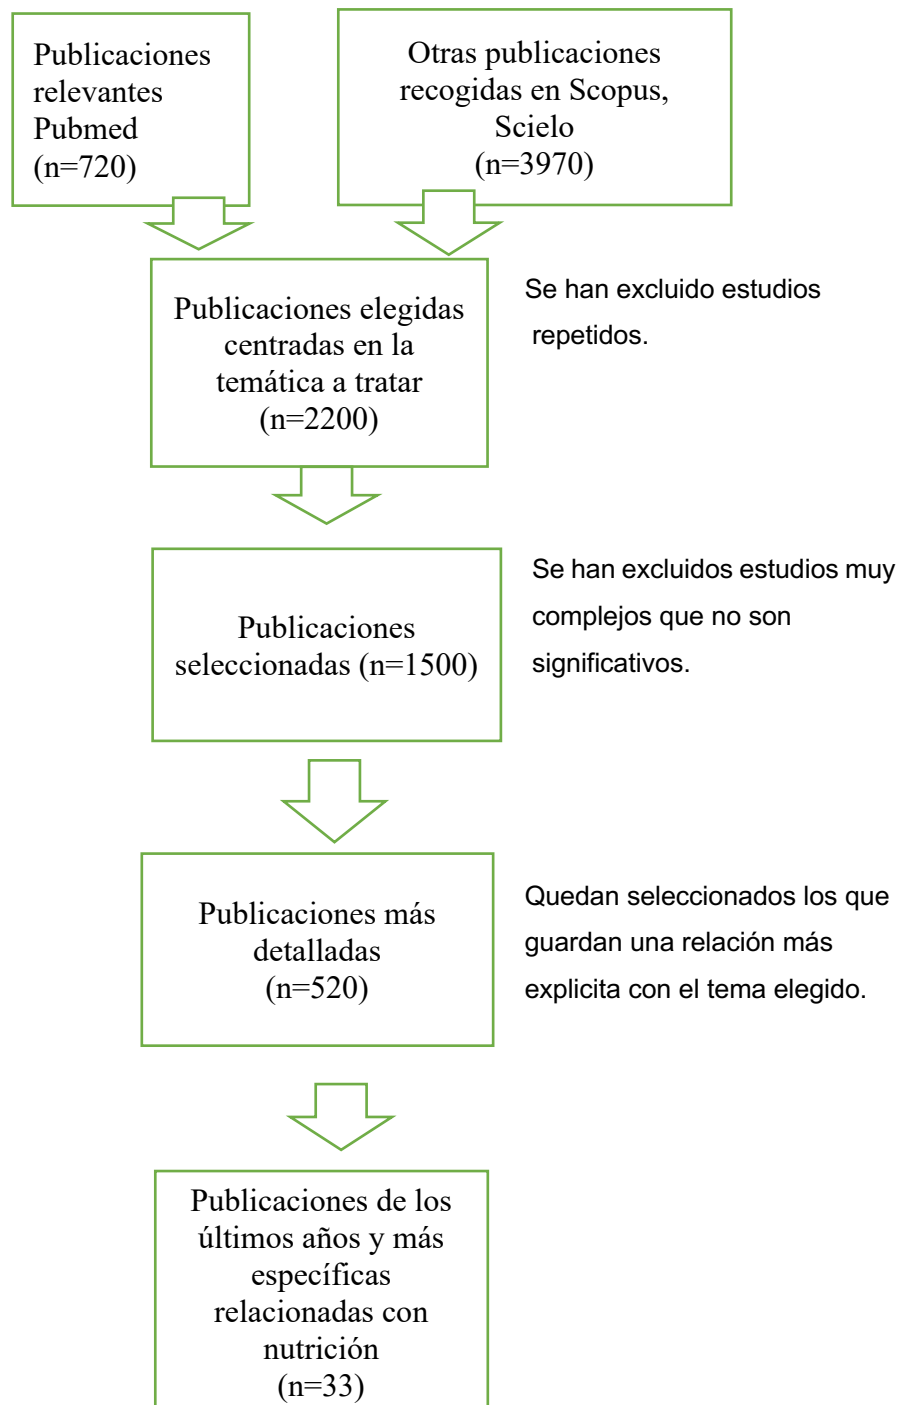 Publicaciones
relevantes
Pubmed
(n=720)
Otras publicaciones
recogidas en Scopus,
Scielo
(n=3970)
Publicaciones elegidas
centradas en la
temática a tratar
(n=2200)
Se han excluido estudios
repetidos.
Publicaciones
seleccionadas (n=1500)
Se han excluidos estudios muy
complejos que no son
significativos.
Publicaciones más
detalladas
(n=520)
Quedan seleccionados los que
guardan una relación más
explicita con el tema elegido.
Publicaciones de los
últimos años y más
específicas
relacionadas con
nutrición
(n=33)